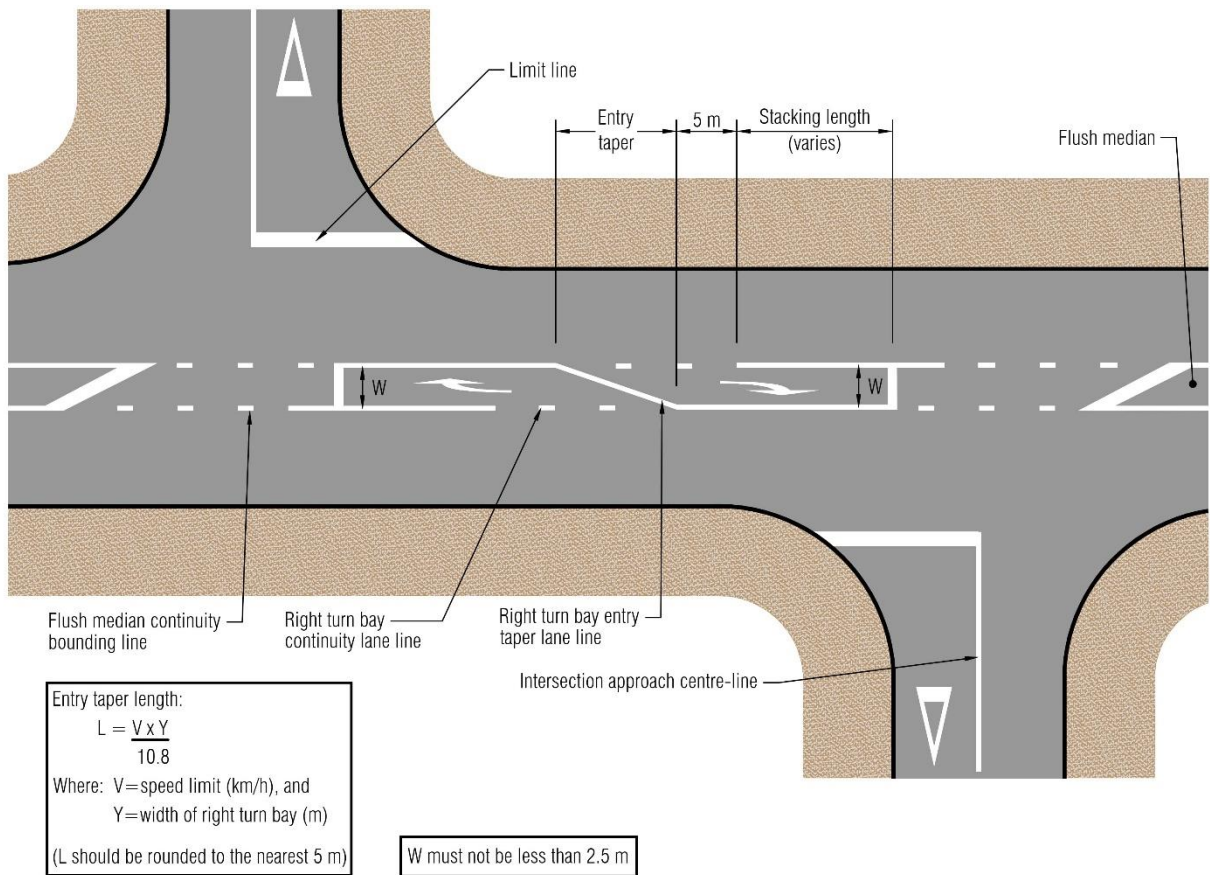 Limit line
Entry
taper
5 m
Stacking length
(varies)
Flush median
W
W
Flush median continuity
bounding line
Right turn bay
continuity lane line
Right turn bay entry
taper lane line
Intersection approach centre-line
Entry taper length:
L = V x Y
10.8
Where: V=speed limit (km/h), and
Y=width of right turn bay (m)
(L should be rounded to the nearest 5 m)
W must not be less than 2.5 m